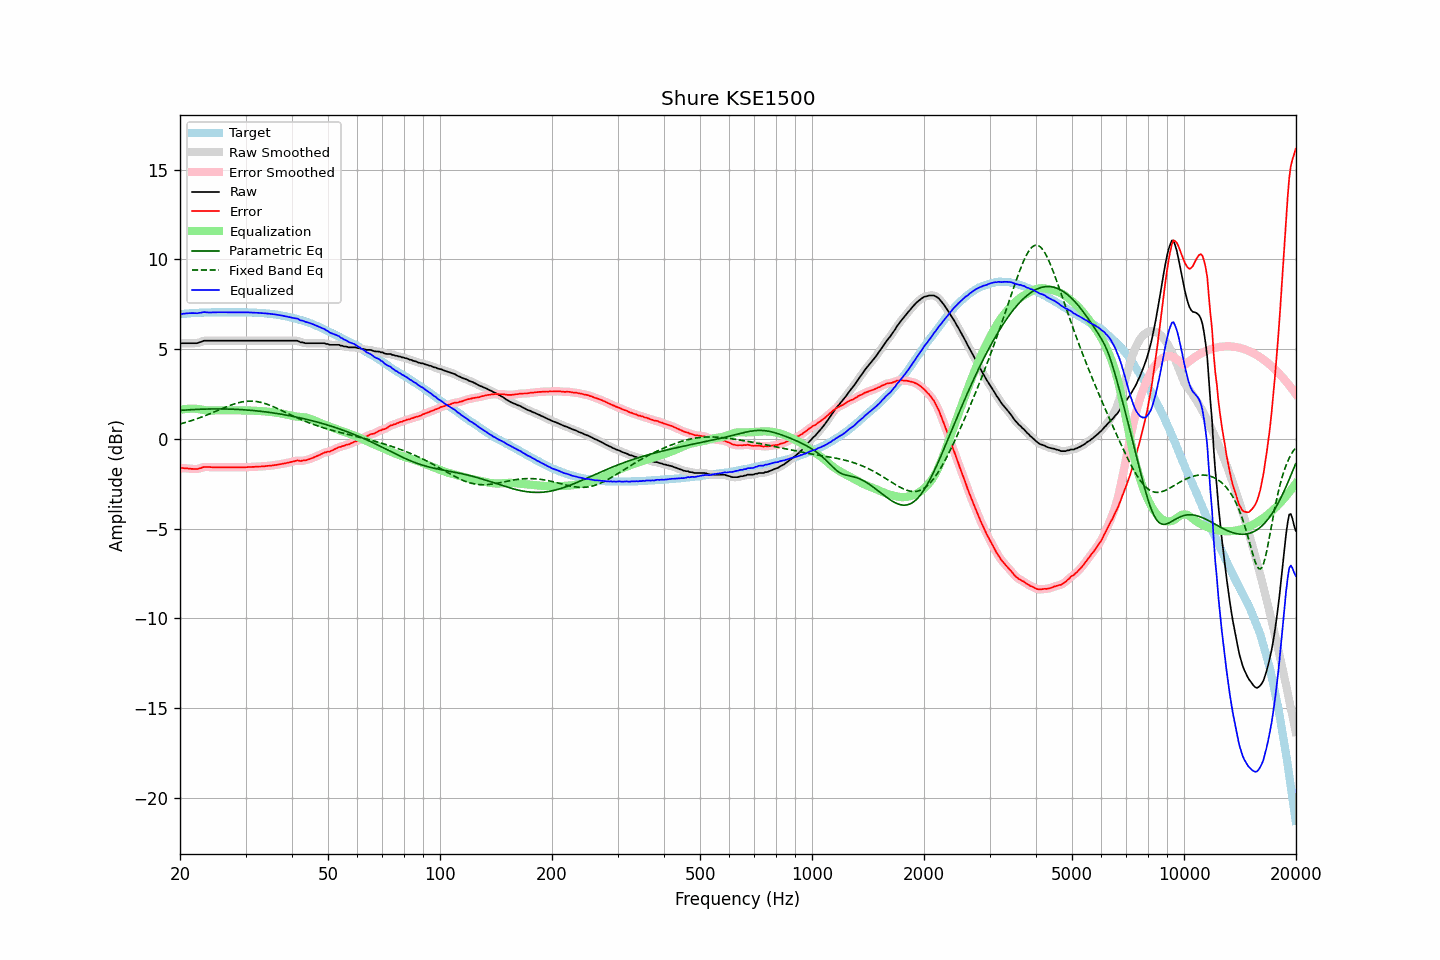 Shure KSE1500
Target
Raw Smoothed
Error Smoothed
Raw
Error
Equalization
Parametric Eq
Fixed Band Eq
Equalized
15
10
5
0
−5
−10
−15
−20
Amplitude (dBr)
20 50 100 200 500 1000 2000 5000 10000 20000
Frequency (Hz)